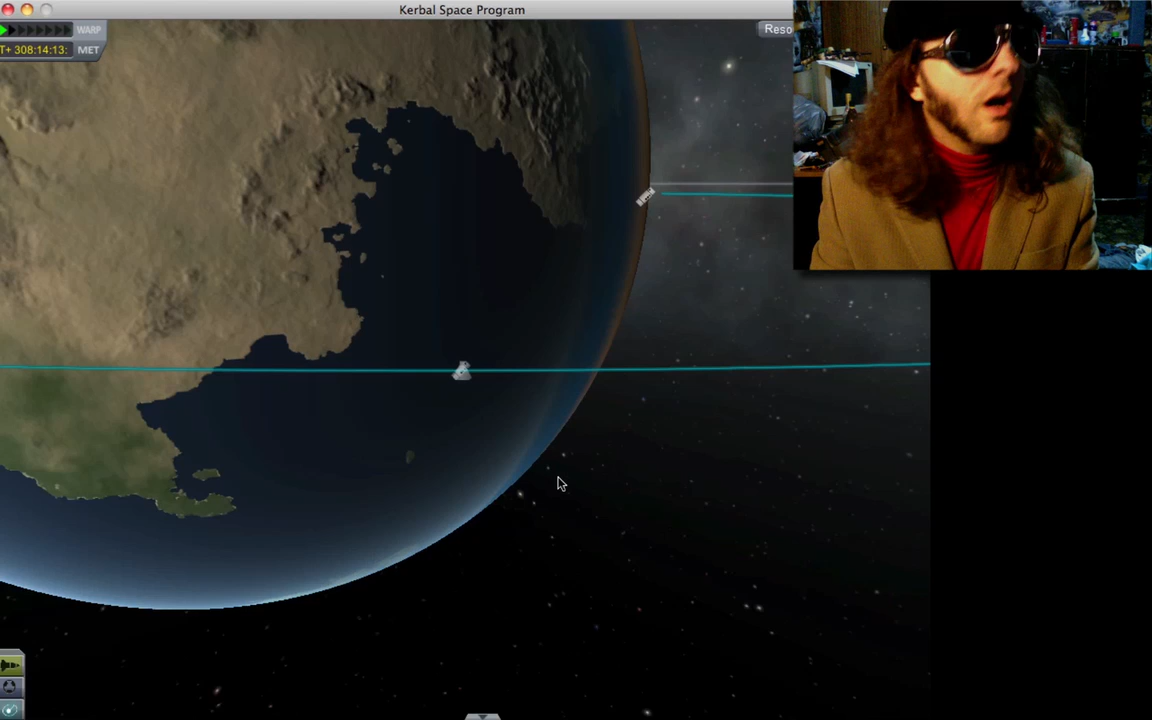 Kerbal Space Program
WARP
Reso
T+ 308:14:13:
MET